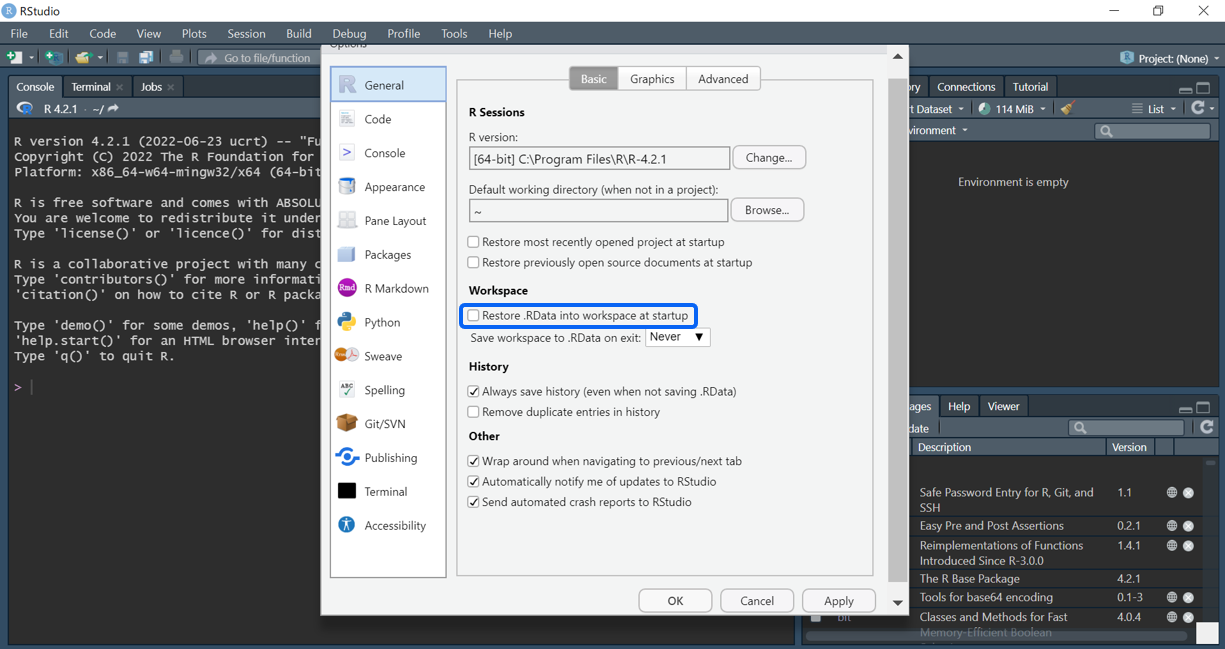 RStudio
File Edit Code View Plots Session Build Debug Profile Tools Help
Go to file/function
Project: (None)
Console Terminal Jobs
R 4.2.1 · ~/
R version 4.2.1 (2022-06-23 ucrt) -- "Fu
Copyright (C) 2022 The R Foundation for
Platform: x86_64-w64-mingw32/x64 (64-bit
R is free software and comes with ABSOLU
You are welcome to redistribute it under
Type 'license()' or 'licence()' for dist
R is a collaborative project with many c
Type 'contributors()' for more informati
'citation()' on how to cite R or R packa
Type 'demo()' for some demos, 'help()' f
'help.start()' for an HTML browser inter
Type 'q()' to quit R.
>
Options
General
Code
Console
Appearance
Pane Layout
Packages
R Markdown
Python
Sweave
Spelling
Git/SVN
Publishing
Terminal
Accessibility
Basic Graphics Advanced
R Sessions
R version:
[64-bit] C:\Program Files\R\R-4.2.1
Change...
Default working directory (when not in a project):
~
Browse...
Restore most recently opened project at startup
Restore previously open source documents at startup
Workspace
Restore .RData into workspace at startup
Save workspace to .RData on exit: Never
History
Always save history (even when not saving .RData)
Remove duplicate entries in history
Other
Wrap around when navigating to previous/next tab
Automatically notify me of updates to RStudio
Send automated crash reports to RStudio
OK Cancel Apply
ry Connections Tutorial
t Dataset 114 MiB List
vironment
Environment is empty
ages Help Viewer
date
Description Version
Safe Password Entry for R, Git, and 1.1
SSH
Easy Pre and Post Assertions 0.2.1
Reimplementations of Functions 1.4.1
Introduced Since R-3.0.0
The R Base Package 4.2.1
Tools for base64 encoding 0.1-3
bit Classes and Methods for Fast 4.0.4
Memory-Efficient Boolean